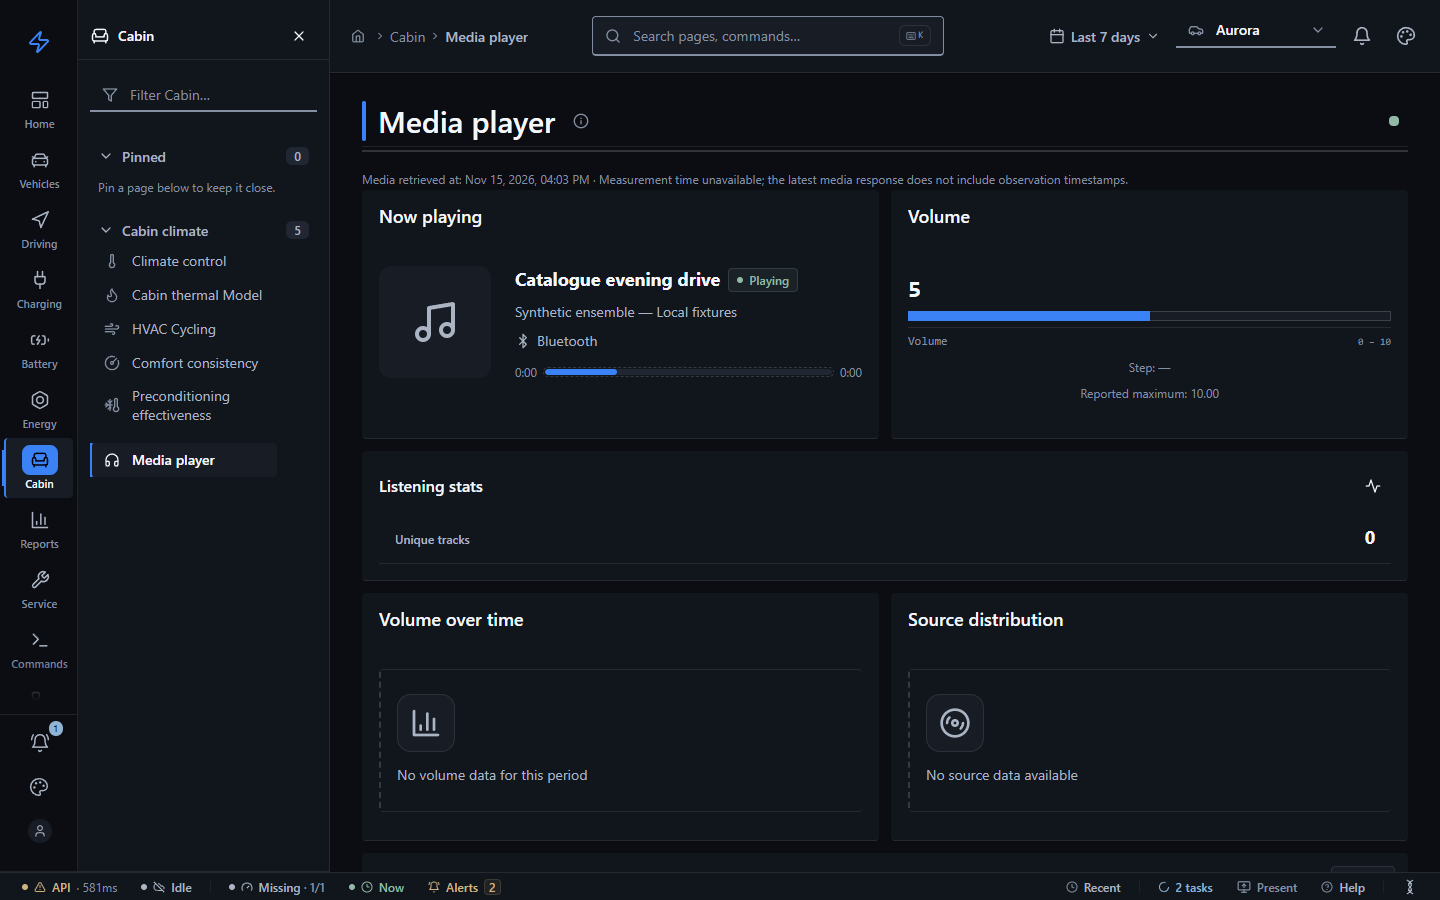 Cabin
Cabin
Media player
Search pages, commands...
K
Last 7 days
Aurora
Home
Vehicles
Driving
Charging
Battery
Energy
Cabin
Reports
Service
Commands
1
Filter Cabin...
Pinned
0
Pin a page below to keep it close.
Cabin climate
5
Climate control
Cabin thermal Model
HVAC Cycling
Comfort consistency
Preconditioning
effectiveness
Media player
Media player
Media retrieved at: Nov 15, 2026, 04:03 PM · Measurement time unavailable; the latest media response does not include observation timestamps.
Now playing
Catalogue evening drive
Playing
Synthetic ensemble — Local fixtures
Bluetooth
0:00
0:00
Volume
5
Volume
0 – 10
Step: —
Reported maximum: 10.00
Listening stats
Unique tracks
0
Volume over time
No volume data for this period
Source distribution
No source data available
API · 581ms
Idle
Missing · 1/1
Now
Alerts 2
Recent
2 tasks
Present
Help